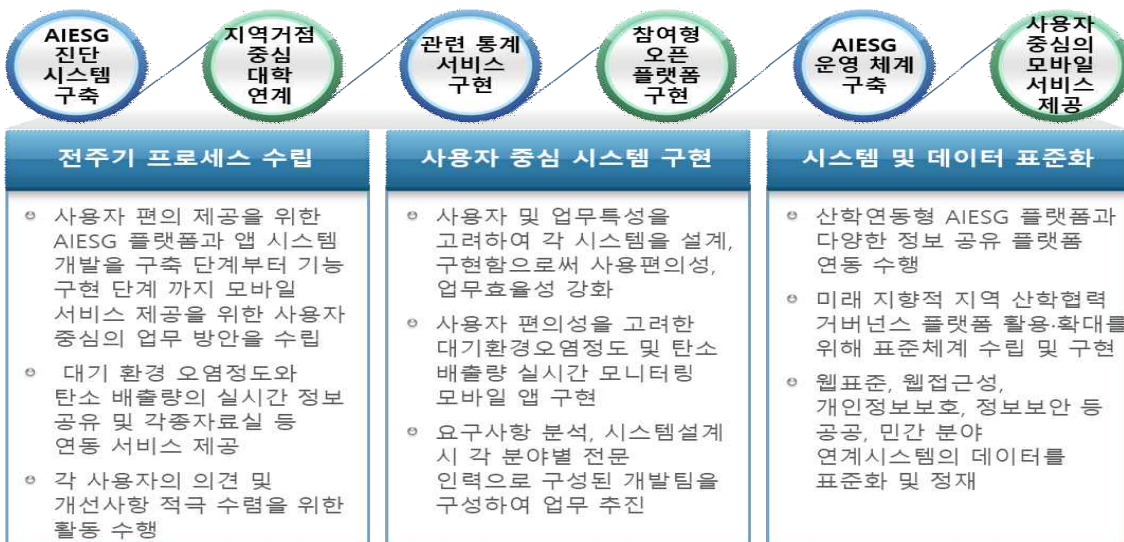 AIESG
진단
시스템
구축
지역거점
중심
대학
연계
관련 통계
서비스
구현
참여형
오픈
플랫폼
구현
AIESG
운영 체계
구축
사용자
중심의
모바일
서비스
제공
전주기 프로세스 수립
사용자 편의 제공을 위한
AIESG 플랫폼과 앱 시스템
개발을 구축 단계부터 기능
구현 단계 까지 모바일
서비스 제공을 위한 사용자
중심의 업무 방안을 수립
대기 환경 오염정도와
탄소 배출량의 실시간 정보
공유 및 각종자료실 등
연동 서비스 제공
각 사용자의 의견 및
개선사항 적극 수렴을 위한
활동 수행
사용자 중심 시스템 구현
사용자 및 업무특성을
고려하여 각 시스템을 설계,
구현함으로써 사용편의성,
업무효율성 강화
사용자 편의성을 고려한
대기환경오염정도 및 탄소
배출량 실시간 모니터링
모바일 앱 구현
요구사항 분석, 시스템설계
시 각 분야별 전문
인력으로 구성된 개발팀을
구성하여 업무 추진
시스템 및 데이터 표준화
산학연동형 AIESG 플랫폼과
다양한 정보 공유 플랫폼
연동 수행
미래 지향적 지역 산학협력
거버넌스 플랫폼 활용·확대를
위해 표준체계 수립 및 구현
웹표준, 웹접근성,
개인정보보호, 정보보안 등
공공, 민간 분야
연계시스템의 데이터를
표준화 및 정재